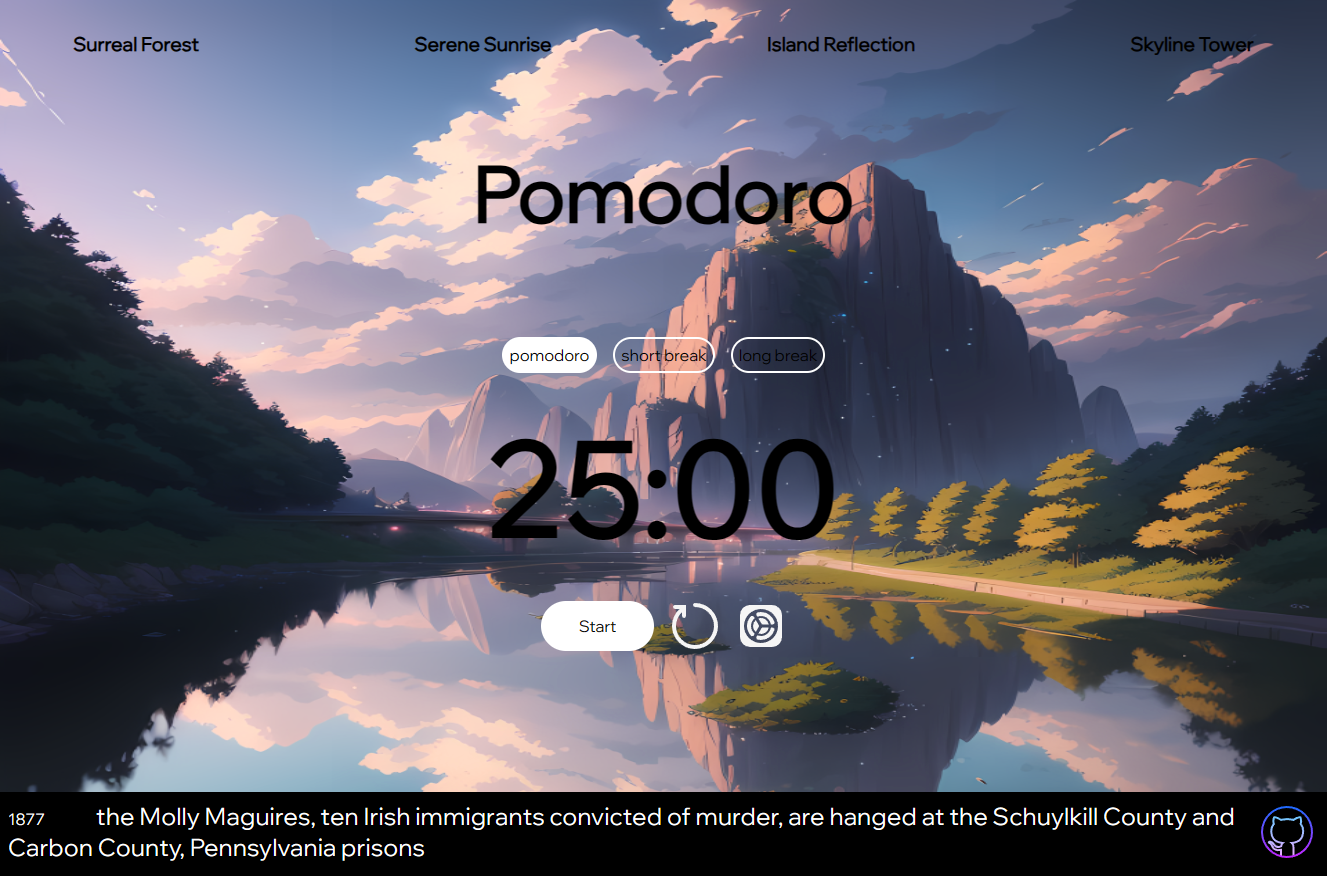 Surreal Forest Serene Sunrise Island Reflection Skyline Tower
Pomodoro
pomodoro short break long break
25:00
Start
1877 the Molly Maguires, ten Irish immigrants convicted of murder, are hanged at the Schuylkill County and
Carbon County, Pennsylvania prisons